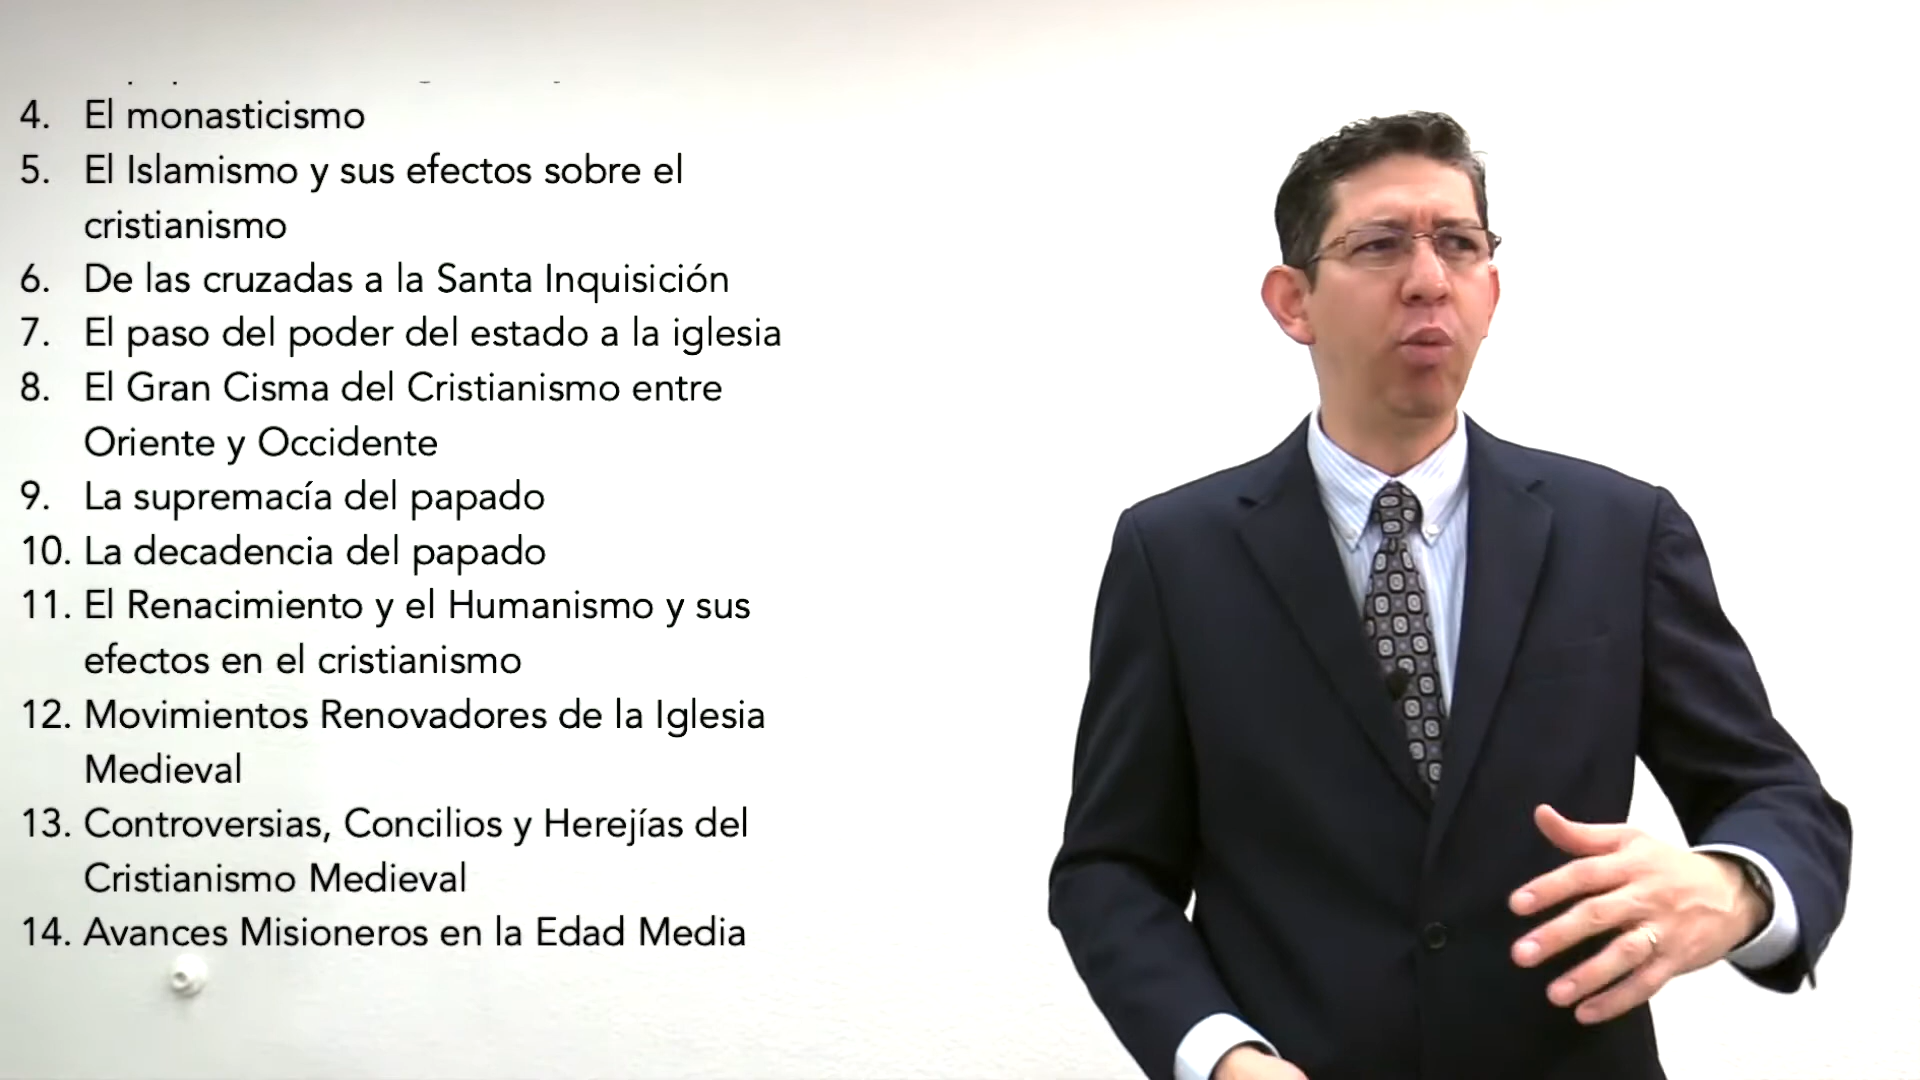 4. El monasticismo
5. El Islamismo y sus efectos sobre el
cristianismo
6. De las cruzadas a la Santa Inquisición
7. El paso del poder del estado a la iglesia
8. El Gran Cisma del Cristianismo entre
Oriente y Occidente
9. La supremacía del papado
10. La decadencia del papado
11. El Renacimiento y el Humanismo y sus
efectos en el cristianismo
12. Movimientos Renovadores de la Iglesia
Medieval
13. Controversias, Concilios y Herejías del
Cristianismo Medieval
14. Avances Misioneros en la Edad Media